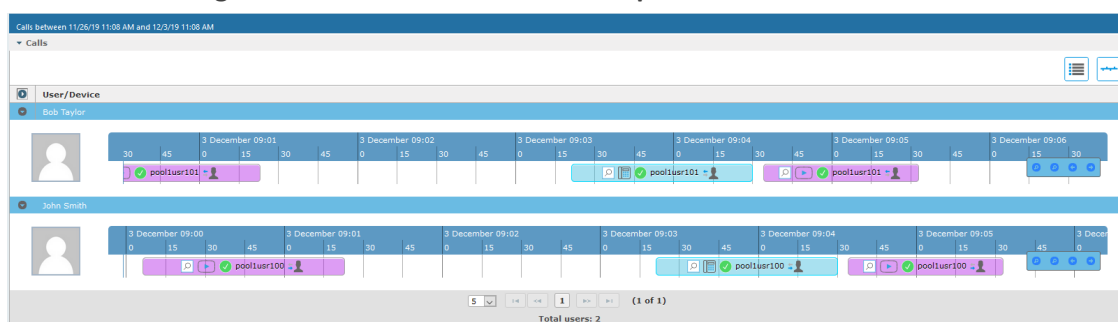 Calls between 11/26/19 11:08 AM and 12/3/19 11:08 AM
Calls
User/Device
Bob Taylor
3 December 09:01 3 December 09:02 3 December 09:03 3 December 09:04 3 December 09:05 3 December 09:06
30 45 0 15 30 45 0 15 30 45 0 15 30 45 0 15 30 45 0 15 30 45 0 15 30
pool1usr101 pool1usr101 pool1usr101
John Smith
3 December 09:00 3 December 09:01 3 December 09:02 3 December 09:03 3 December 09:04 3 December 09:05 3 Decem
0 15 30 45 0 15 30 45 0 15 30 45 0 15 30 45 0 15 30 45 0 15 30 45 0
pool1usr100 pool1usr100 pool1usr100
5 1 (1 of 1)
Total users: 2